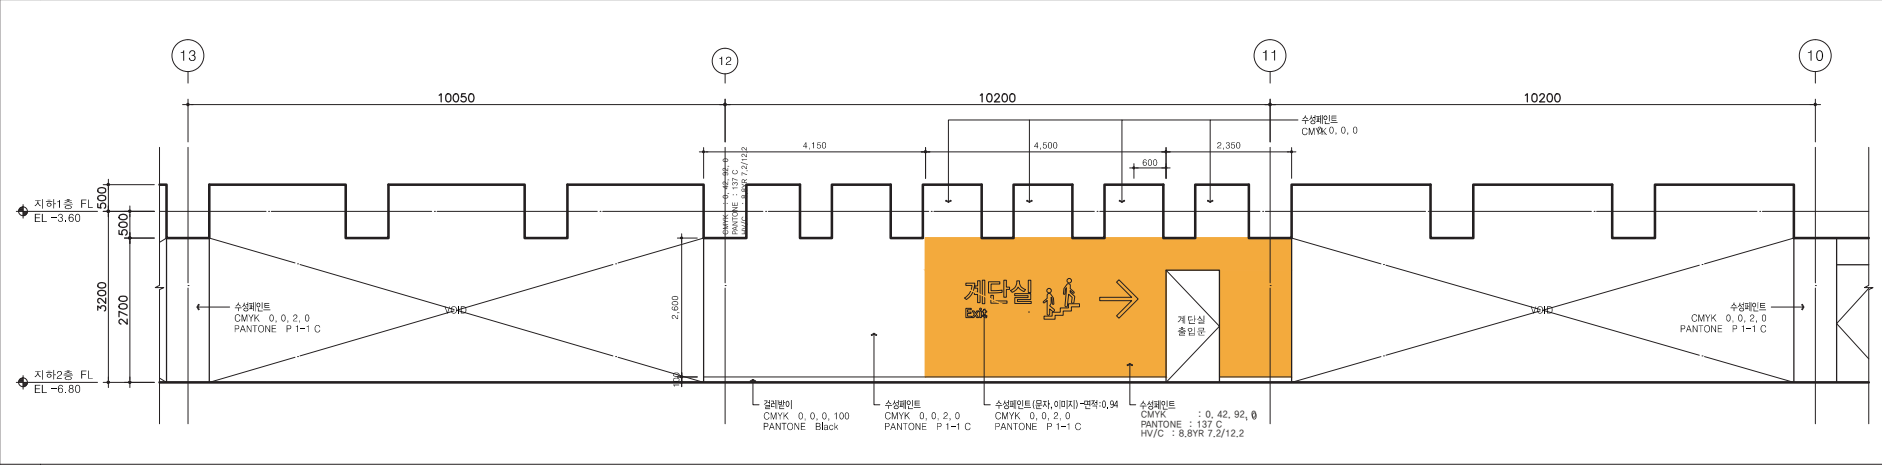 13
12
11
10
10050
10200
10200
수성페인트
CMYK 0, 0, 0
4,150
4,500
2,350
600
CMYK : 0, 42, 92, 0
PANTONE : 137 C
HV/C : 8.8YR 7.2/12.2
지하1층 FL
EL -3.60
500
500
3200
2700
2,600
100
계단실
Exit
계단실
출입문
VOID
VOID
수성페인트
CMYK 0, 0, 2, 0
PANTONE P 1-1 C
수성페인트
CMYK 0, 0, 2, 0
PANTONE P 1-1 C
지하2층 FL
EL -6.80
걸레받이
CMYK 0, 0, 0, 100
PANTONE Black
수성페인트
CMYK 0, 0, 2, 0
PANTONE P 1-1 C
수성페인트(문자,이미지) -면적:0.94
CMYK 0, 0, 2, 0
PANTONE P 1-1 C
수성페인트
CMYK : 0, 42, 92, 0
PANTONE : 137 C
HV/C : 8.8YR 7.2/12.2